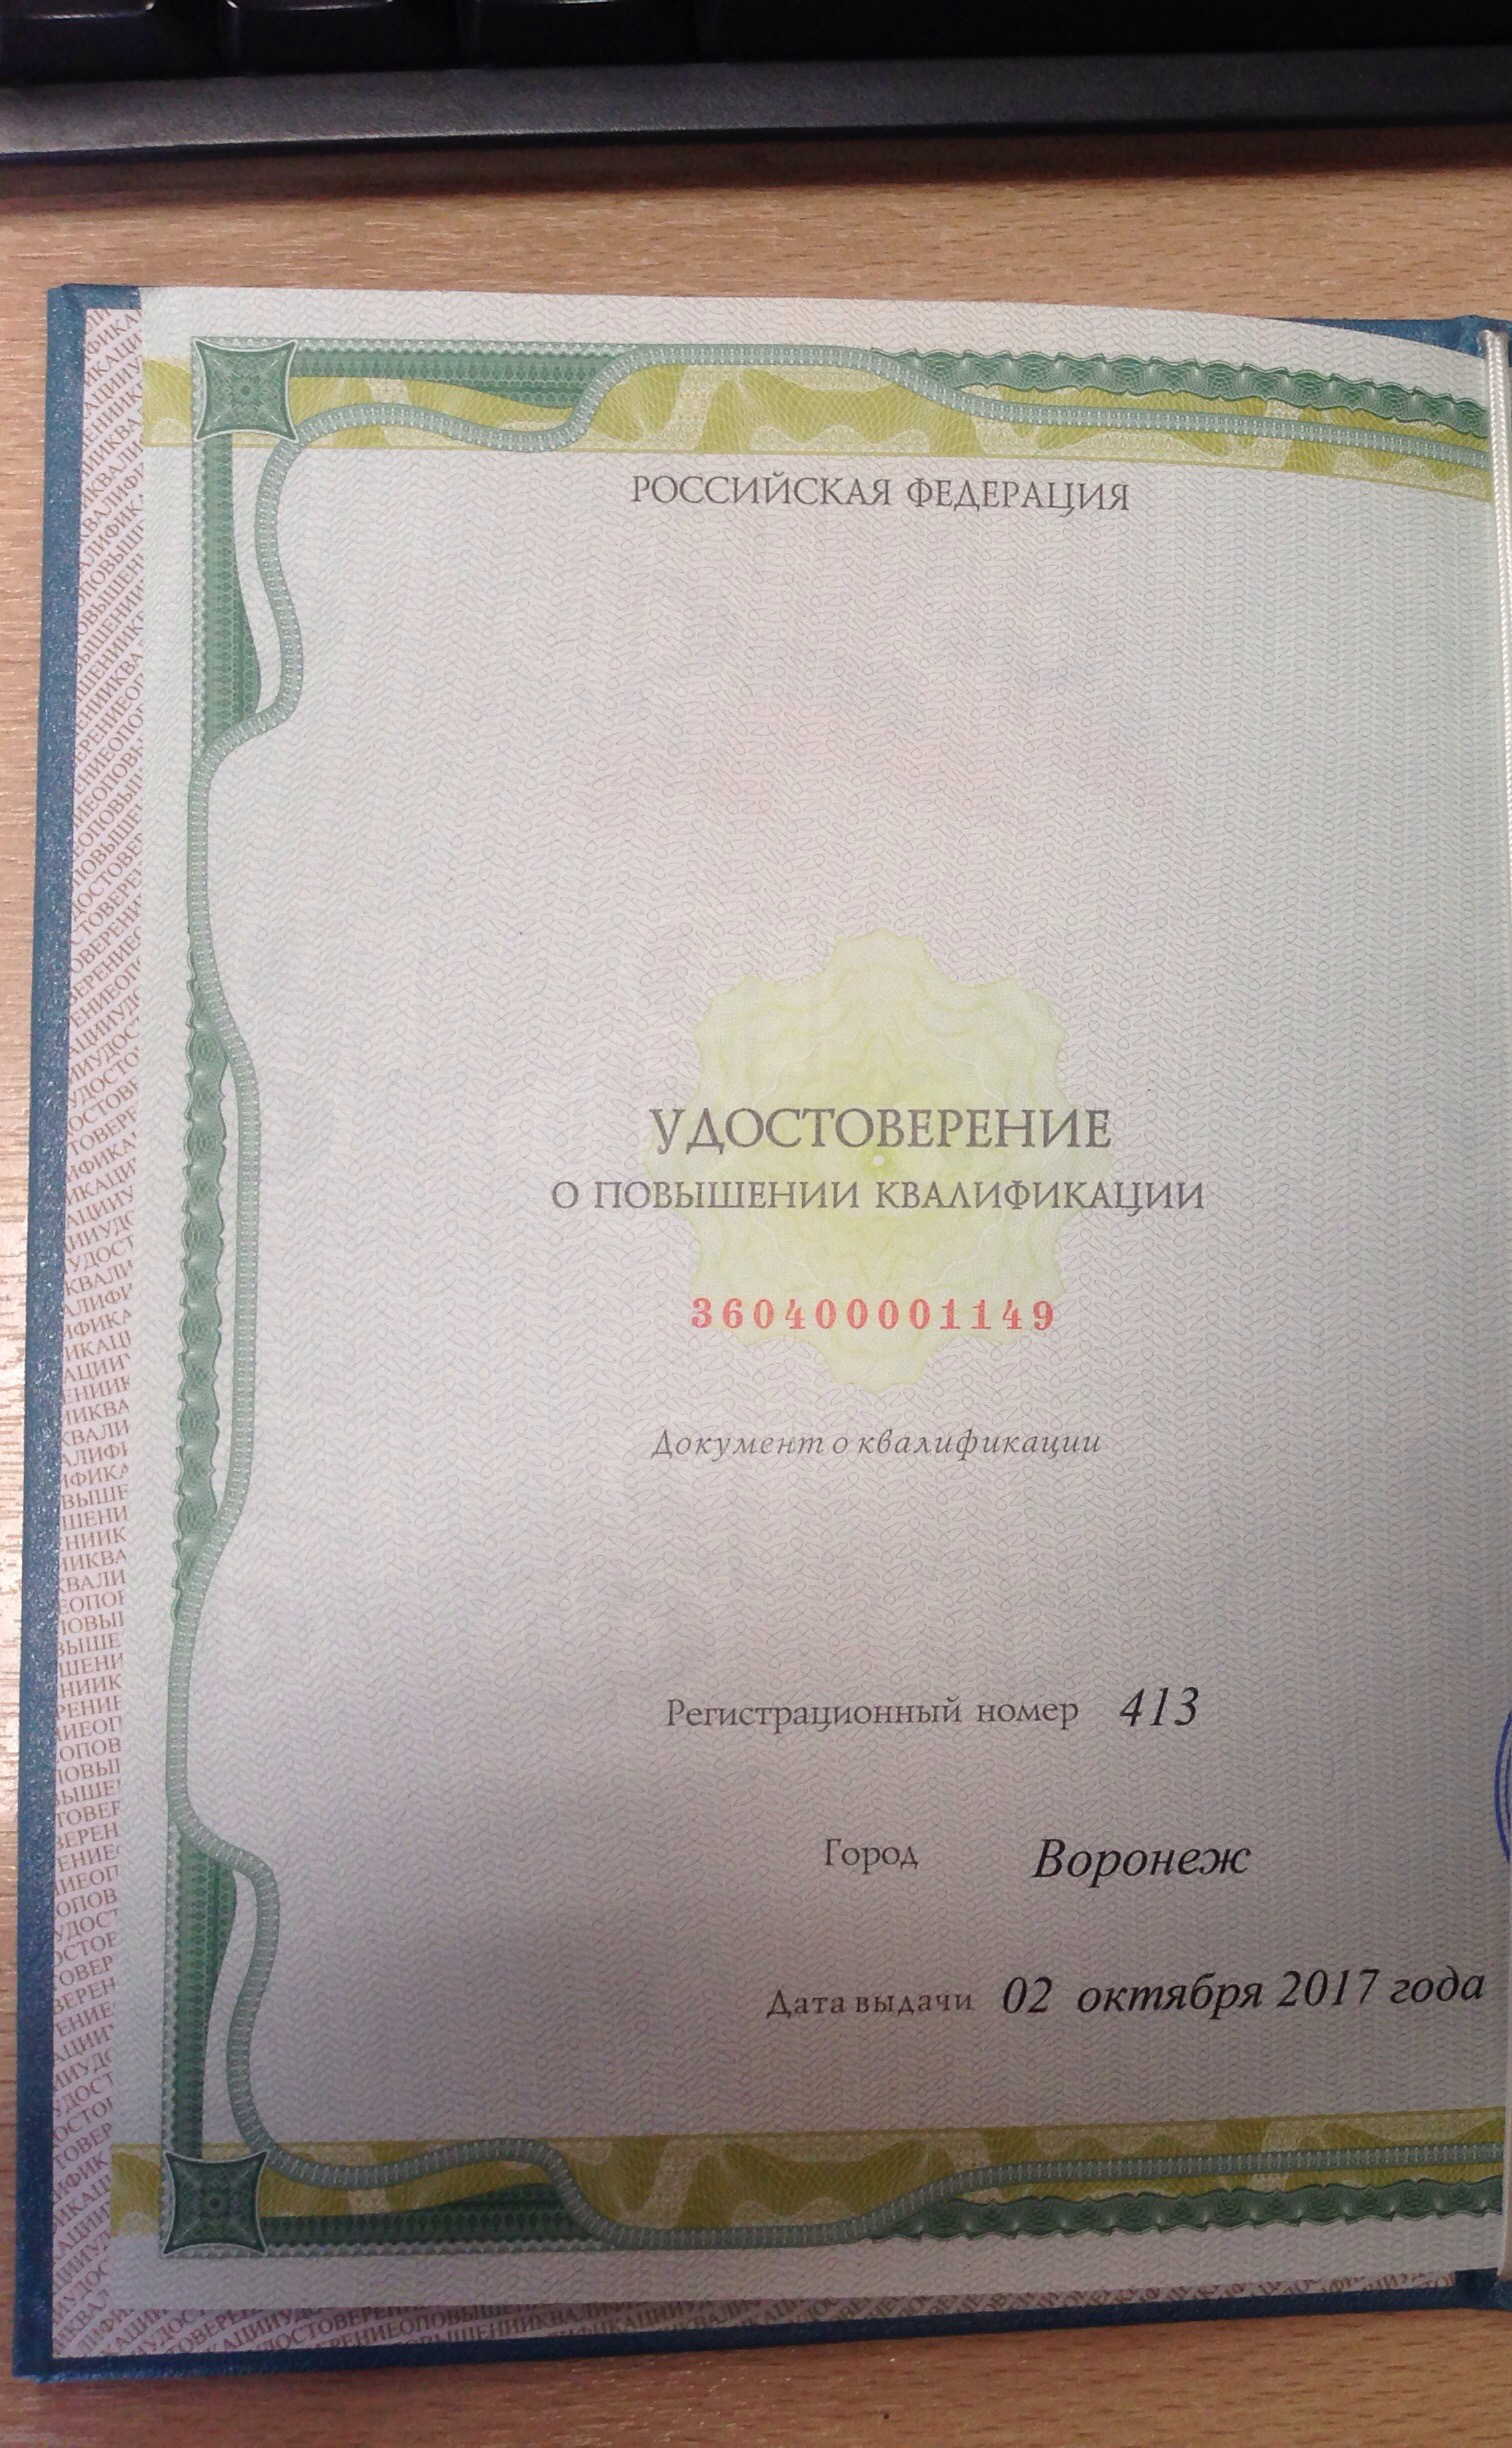 РОССИЙСКАЯ ФЕДЕРАЦИЯ
УДОСТОВЕРЕНИЕ
О ПОВЫШЕНИИ КВАЛИФИКАЦИИ
360400001149
Документ о квалификации
Регистрационный номер 413
Город Воронеж
Дата выдачи 02 октября 2017 года